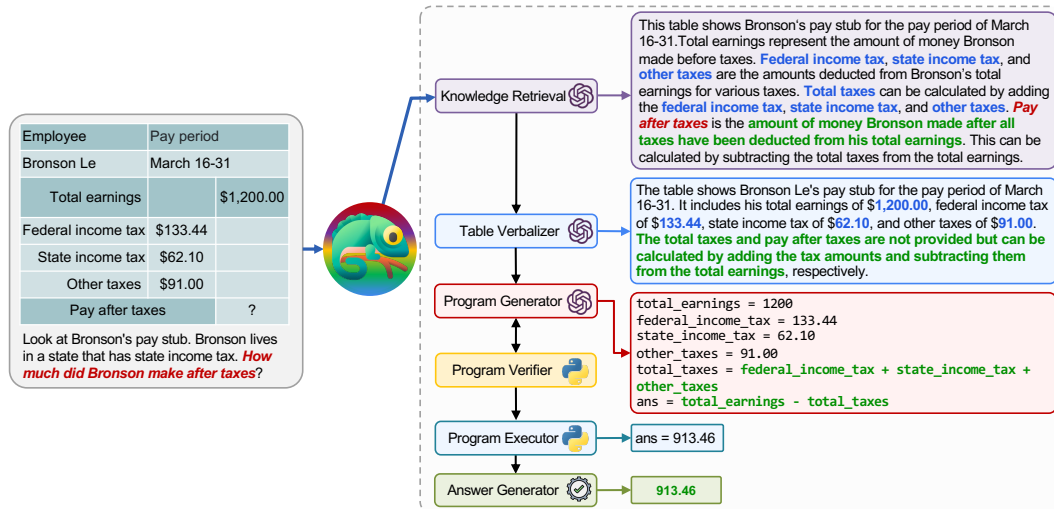 Employee Pay period
Bronson Le March 16-31
Total earnings $1,200.00
Federal income tax $133.44
State income tax $62.10
Other taxes $91.00
Pay after taxes ?
Look at Bronson's pay stub. Bronson lives
in a state that has state income tax. How
much did Bronson make after taxes?
Knowledge Retrieval
This table shows Bronson‘s pay stub for the pay period of March
16-31.Total earnings represent the amount of money Bronson
made before taxes. Federal income tax, state income tax, and
other taxes are the amounts deducted from Bronson’s total
earnings for various taxes. Total taxes can be calculated by adding
the federal income tax, state income tax, and other taxes. Pay
after taxes is the amount of money Bronson made after all
taxes have been deducted from his total earnings. This can be
calculated by subtracting the total taxes from the total earnings.
Table Verbalizer
The table shows Bronson Le's pay stub for the pay period of March
16-31. It includes his total earnings of $1,200.00, federal income tax
of $133.44, state income tax of $62.10, and other taxes of $91.00.
The total taxes and pay after taxes are not provided but can be
calculated by adding the tax amounts and subtracting them
from the total earnings, respectively.
Program Generator
total_earnings = 1200
federal_income_tax = 133.44
state_income_tax = 62.10
other_taxes = 91.00
total_taxes = federal_income_tax + state_income_tax +
other_taxes
ans = total_earnings - total_taxes
Program Verifier
Program Executor
ans = 913.46
Answer Generator
913.46